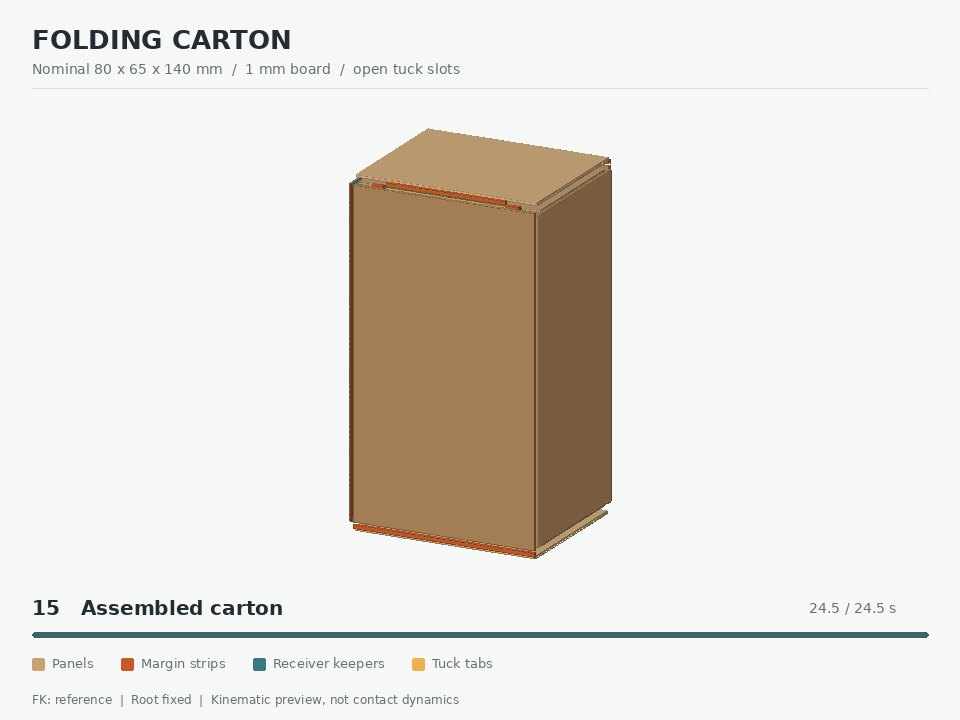 FOLDING CARTON
Nominal 80 x 65 x 140 mm / 1 mm board / open tuck slots
15 Assembled carton
24.5 / 24.5 s
Panels
Margin strips
Receiver keepers
Tuck tabs
FK: reference | Root fixed | Kinematic preview, not contact dynamics